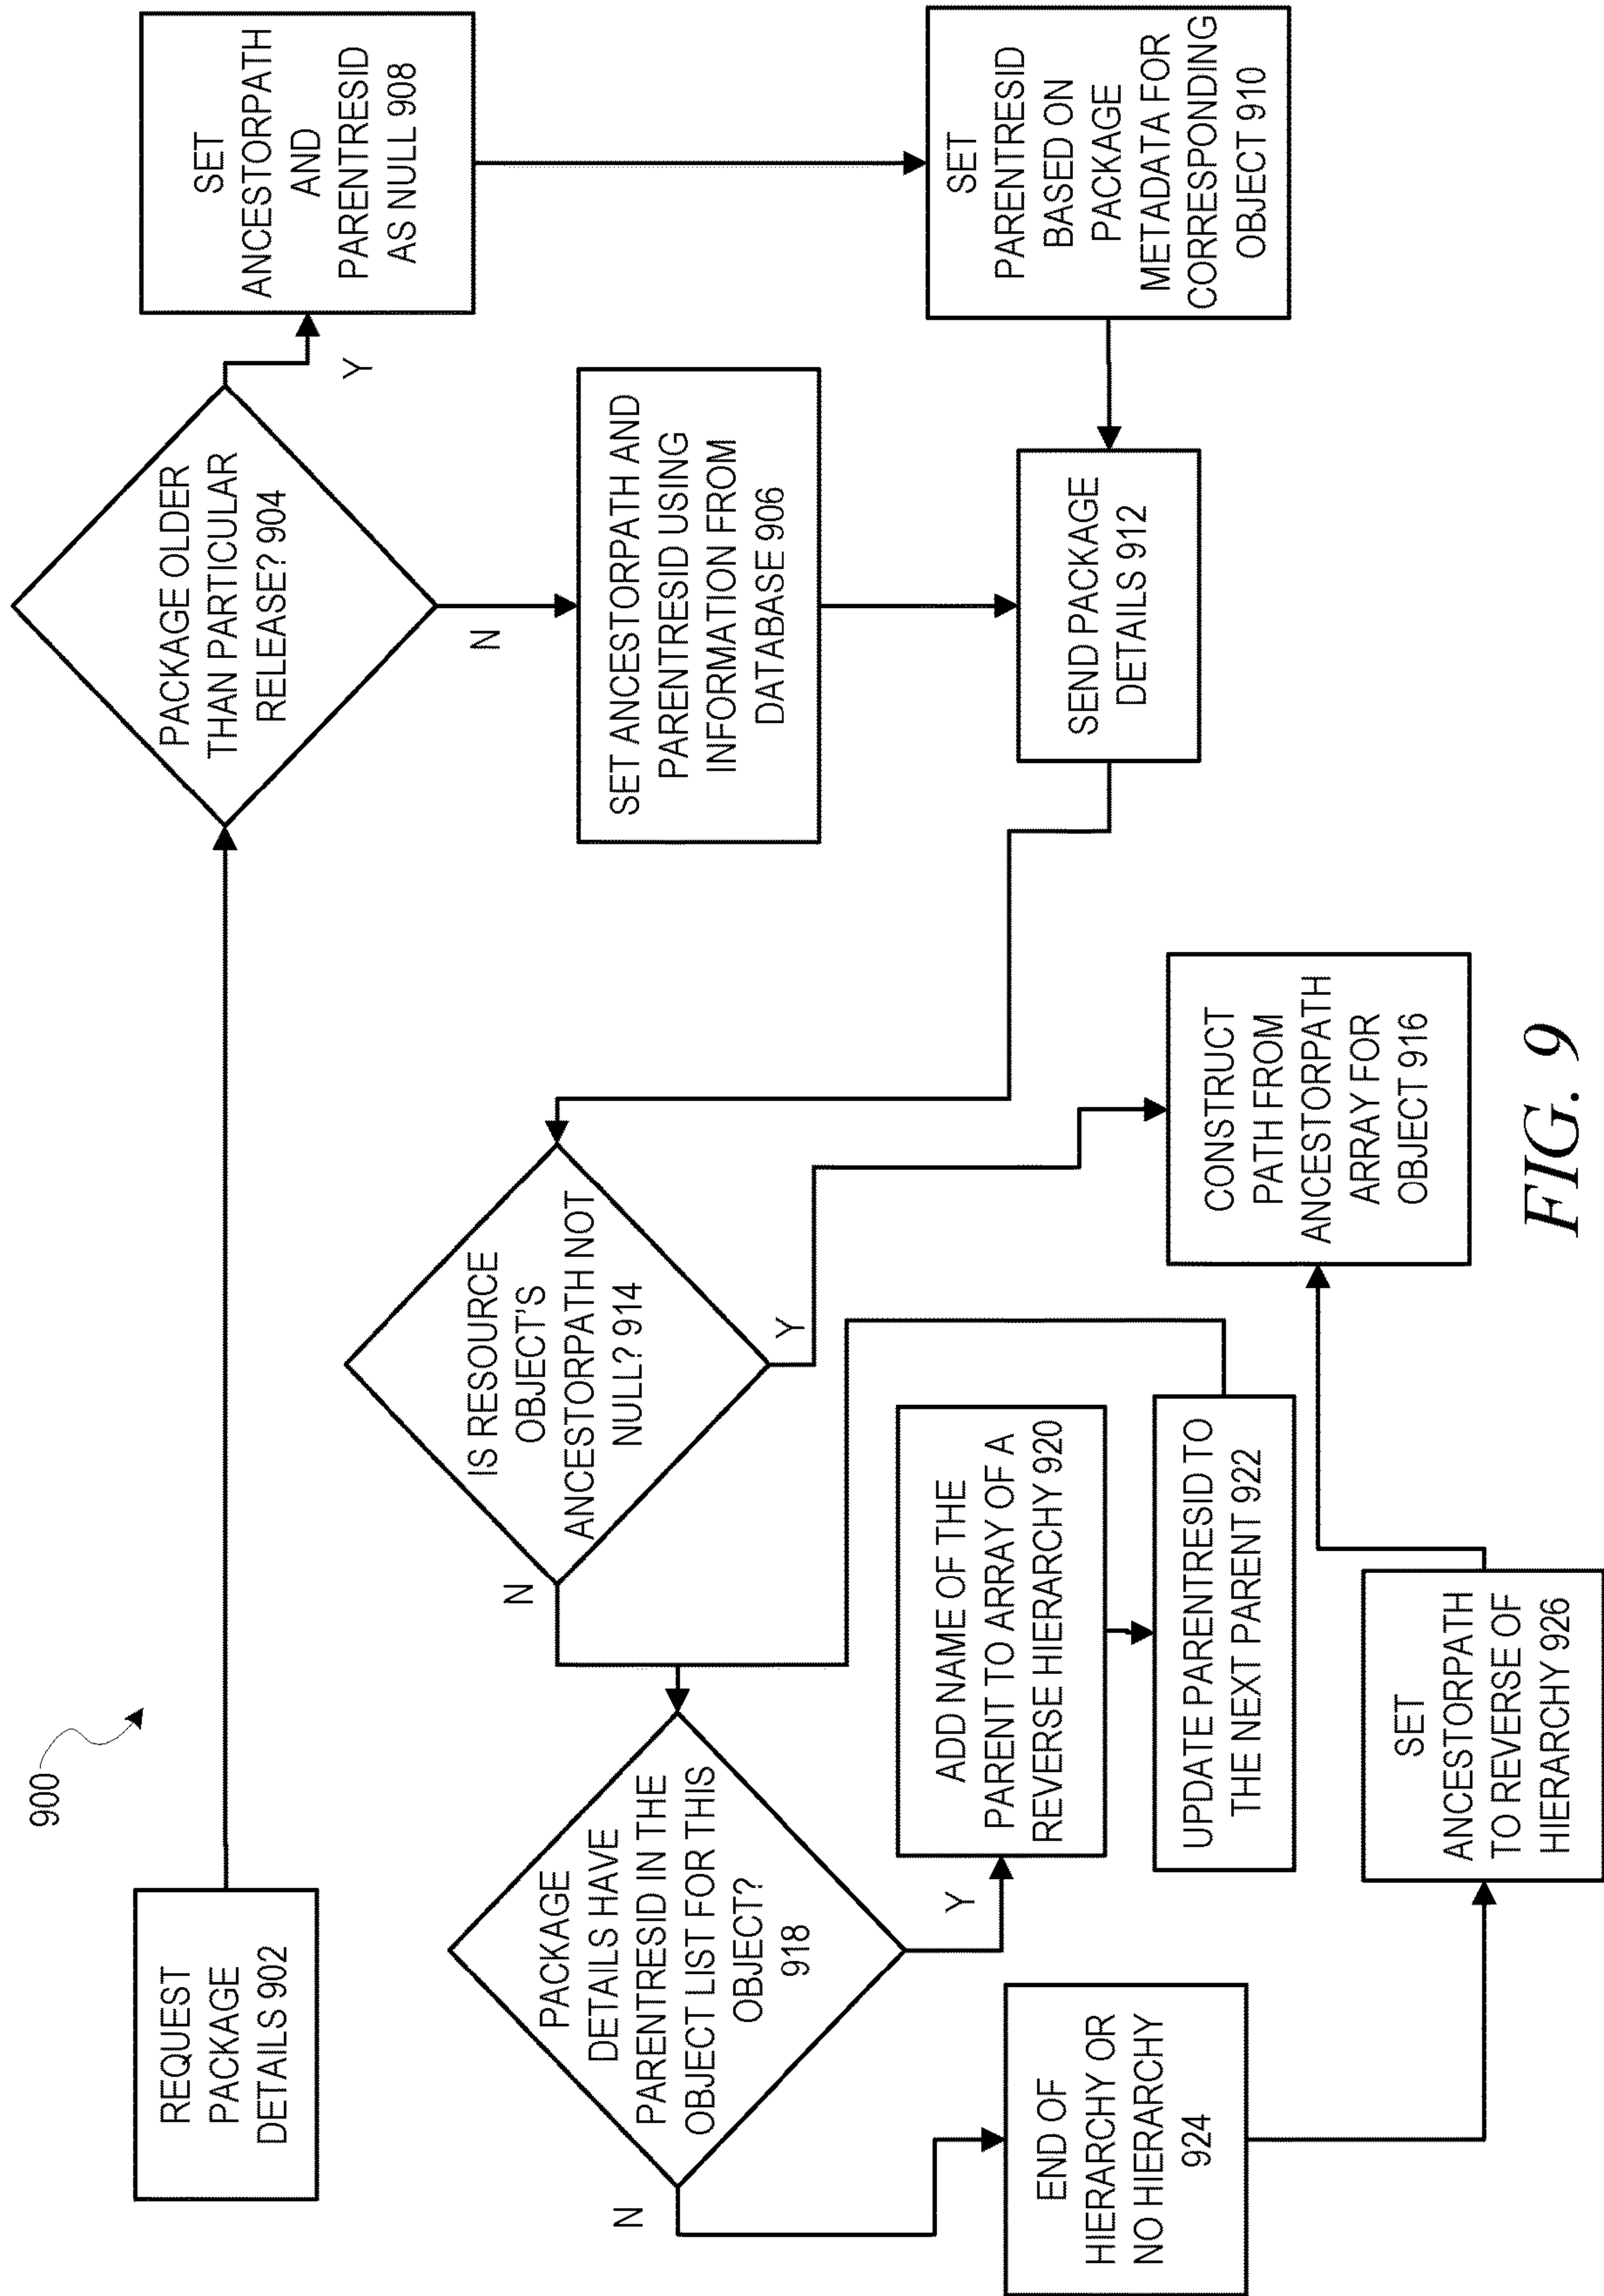 900
REQUEST
PACKAGE
DETAILS 902
PACKAGE OLDER
THAN PARTICULAR
RELEASE? 904
Y
N
SET
ANCESTORPATH
AND
PARENTRESID
AS NULL 908
SET ANCESTORPATH AND
PARENTRESID USING
INFORMATION FROM
DATABASE 906
SET
PARENTRESID
BASED ON
PACKAGE
METADATA FOR
CORRESPONDING
OBJECT 910
SEND PACKAGE
DETAILS 912
IS RESOURCE
OBJECT'S
ANCESTORPATH NOT
NULL? 914
N
Y
CONSTRUCT
PATH FROM
ANCESTORPATH
ARRAY FOR
OBJECT 916
PACKAGE
DETAILS HAVE
PARENTRESID IN THE
OBJECT LIST FOR THIS
OBJECT?
918
N
Y
ADD NAME OF THE
PARENT TO ARRAY OF A
REVERSE HIERARCHY 920
UPDATE PARENTRESID TO
THE NEXT PARENT 922
END OF
HIERARCHY OR
NO HIERARCHY
924
SET
ANCESTORPATH
TO REVERSE OF
HIERARCHY 926
FIG. 9